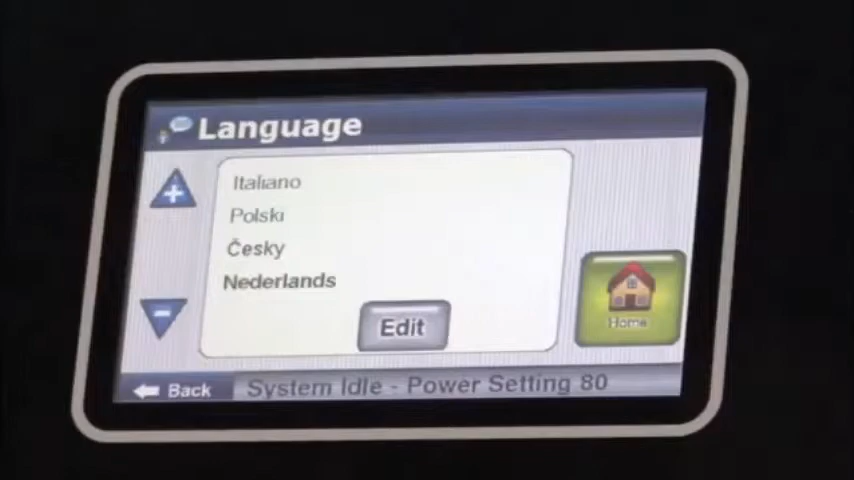 Language
Italiano
Polski
Česky
Nederlands
Edit
Home
Back
System Idle - Power Setting 80